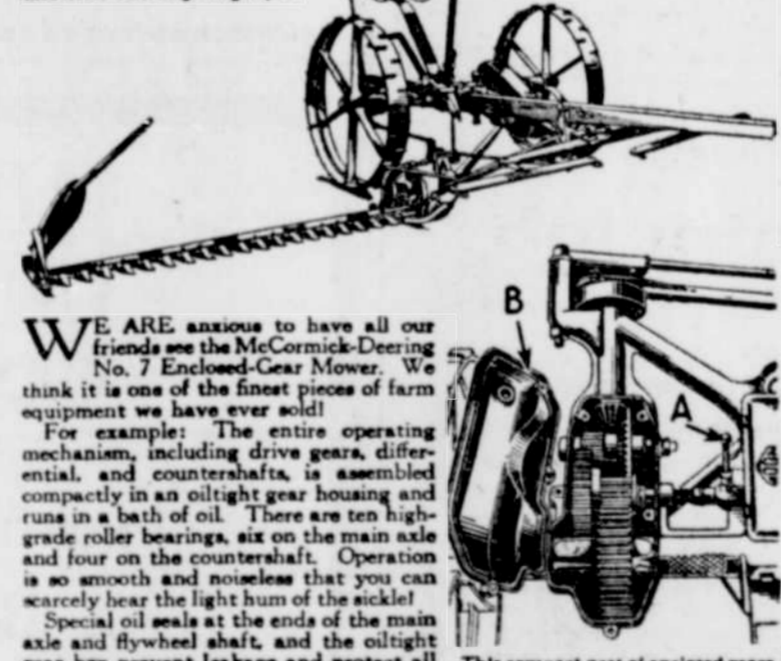 WE ARE anxious to have all our
friends see the McCormick-Deering
No. 7 Enclosed-Gear Mower. We
think it is one of the finest pieces of farm
equipment we have ever sold!
For example: The entire operating
mechanism, including drive gears, differ-
ential, and countershafts, is assembled
compactly in an oiltight gear housing and
runs in a bath of oil. There are ten high-
grade roller bearings, six on the main axle
and four on the countershaft. Operation
is so smooth and noiseless that you can
scarcely hear the light hum of the sickle!
Special oil seals at the ends of the main
axle and flywheel shaft, and the oiltight
B
A